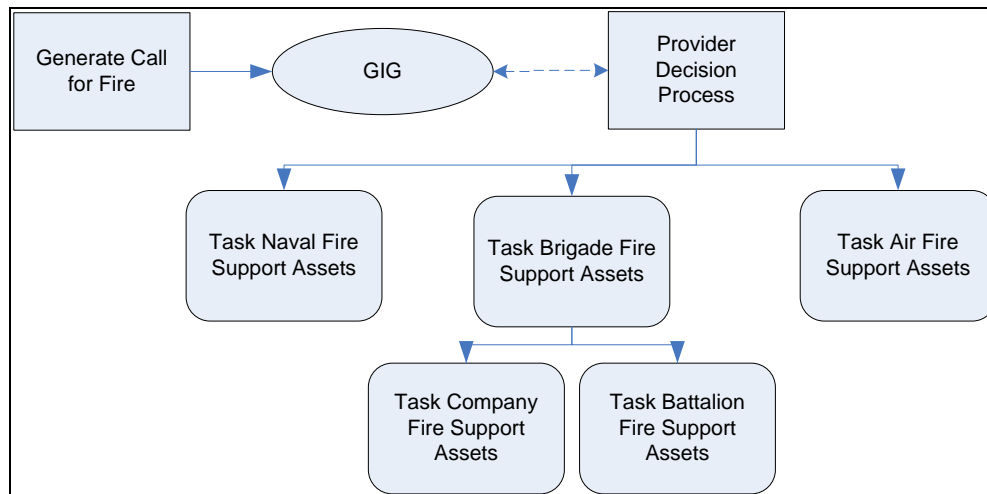 Generate Call
for Fire
GIG
Provider
Decision
Process
Task Naval Fire
Support Assets
Task Brigade Fire
Support Assets
Task Air Fire
Support Assets
Task Company
Fire Support
Assets
Task Battalion
Fire Support
Assets